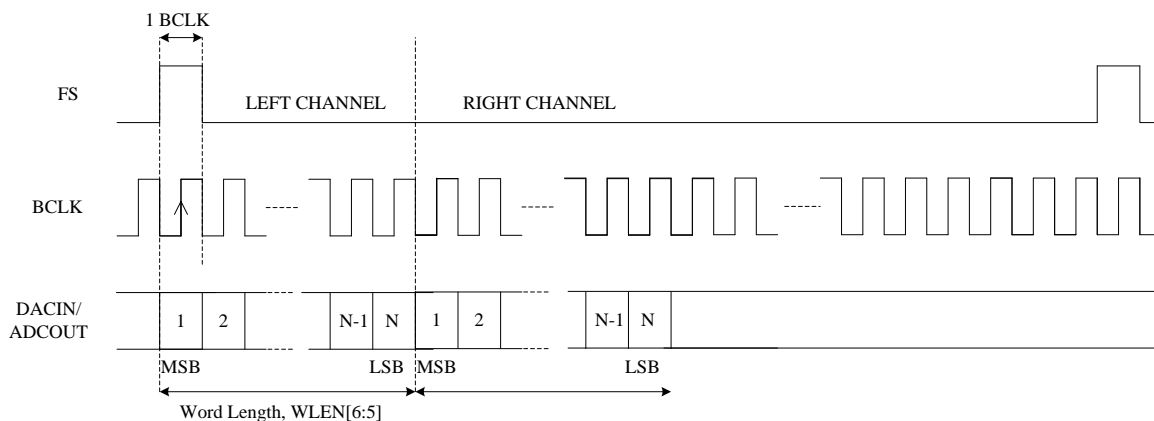 1 BCLK
FS
LEFT CHANNEL
RIGHT CHANNEL
BCLK
DACIN/
ADCOUT
1
2
N-1
N
1
2
N-1
N
MSB
LSB
MSB
LSB
Word Length, WLEN[6:5]